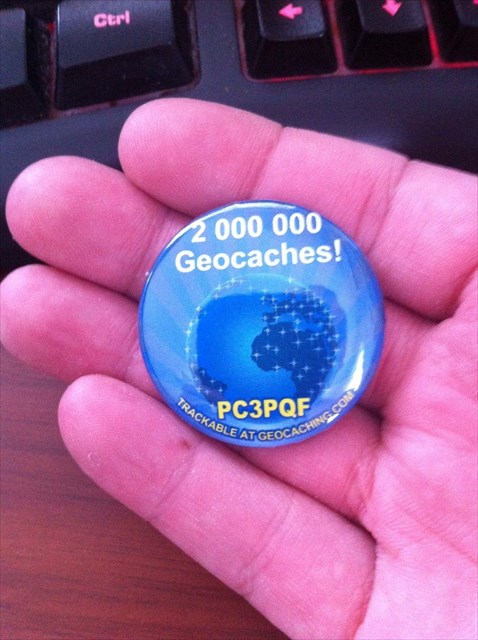 Ctrl
2 000 000
Geocaches!
PC3PQF
TRACKABLE AT GEOCACHING.COM